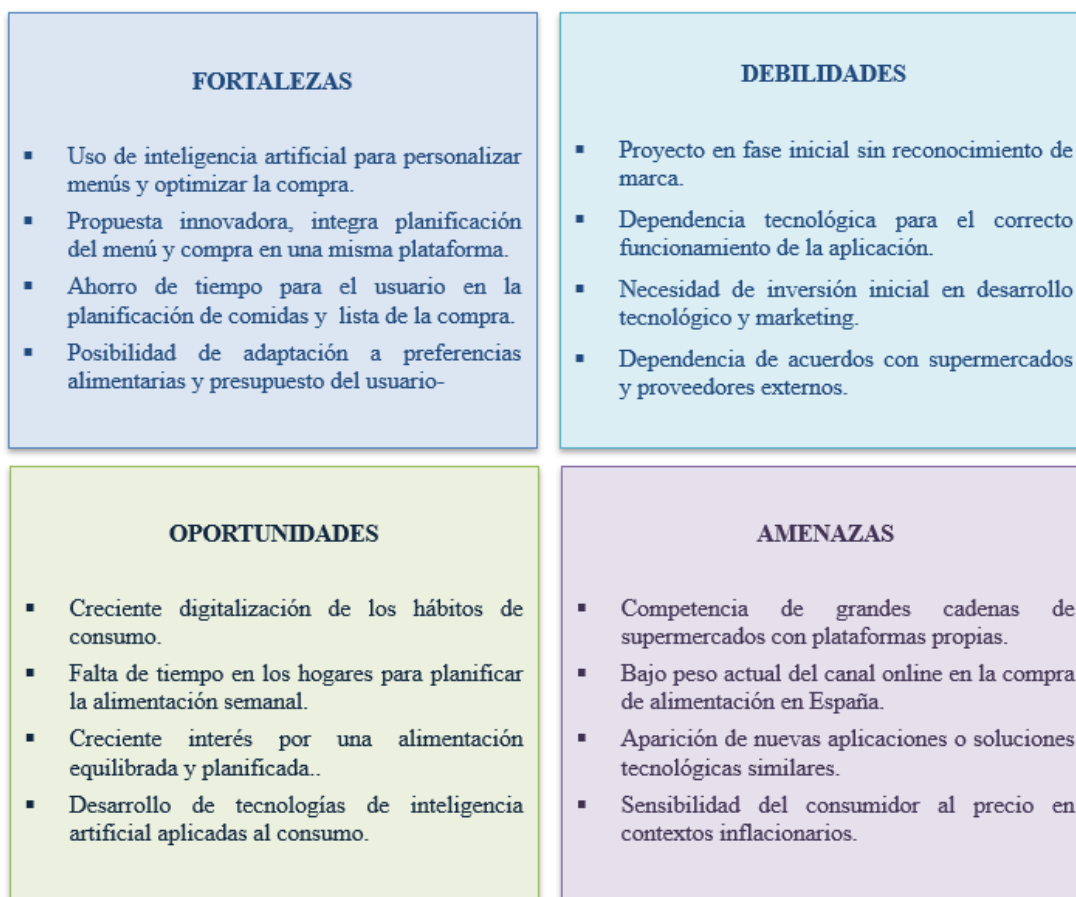 FORTALEZAS
▪ Uso de inteligencia artificial para personalizar
menús y optimizar la compra.
▪ Propuesta innovadora, integra planificación
del menú y compra en una misma plataforma.
▪ Ahorro de tiempo para el usuario en la
planificación de comidas y lista de la compra.
▪ Posibilidad de adaptación a preferencias
alimentarias y presupuesto del usuario-
DEBILIDADES
▪ Proyecto en fase inicial sin reconocimiento de
marca.
▪ Dependencia tecnológica para el correcto
funcionamiento de la aplicación.
▪ Necesidad de inversión inicial en desarrollo
tecnológico y marketing.
▪ Dependencia de acuerdos con supermercados
y proveedores externos.
OPORTUNIDADES
▪ Creciente digitalización de los hábitos de
consumo.
▪ Falta de tiempo en los hogares para planificar
la alimentación semanal.
▪ Creciente interés por una alimentación
equilibrada y planificada..
▪ Desarrollo de tecnologías de inteligencia
artificial aplicadas al consumo.
AMENAZAS
▪ Competencia de grandes cadenas de
supermercados con plataformas propias.
▪ Bajo peso actual del canal online en la compra
de alimentación en España.
▪ Aparición de nuevas aplicaciones o soluciones
tecnológicas similares.
▪ Sensibilidad del consumidor al precio en
contextos inflacionarios.